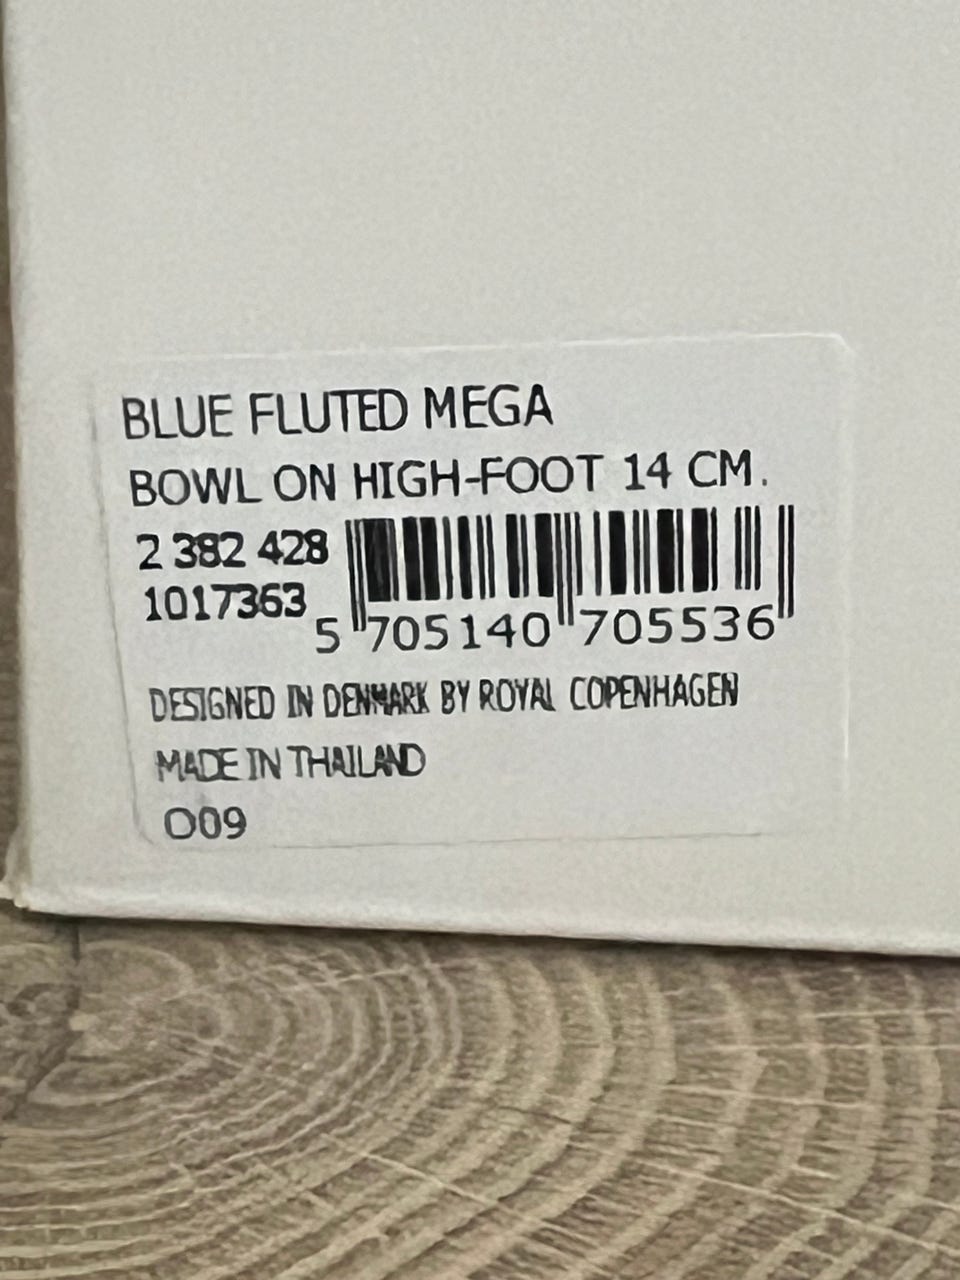 BLUE FLUTED MEGA
BOWL ON HIGH-FOOT 14 CM.
2 382 428
1017363
5 705140 705536
DESIGNED IN DENMARK BY ROYAL COPENHAGEN
MADE IN THAILAND
O09